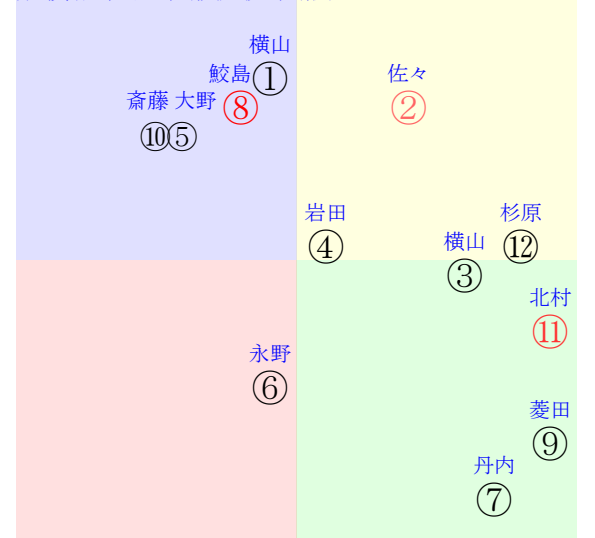 横山
①
鮫島
⑧
佐々
②
斎藤 大野
⑩⑤
岩田
④
杉原
⑫
横山
③
北村
⑪
永野
⑥
菱田
⑨
丹内
⑦